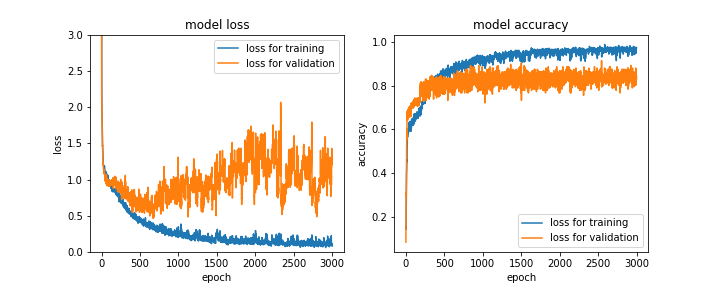 model loss
3.0
2.5
2.0
1.5
1.0
0.5
0.0
loss
loss for training
loss for validation
0 500 1000 1500 2000 2500 3000
epoch
model accuracy
1.0
0.8
0.6
0.4
0.2
accuracy
loss for training
loss for validation
0 500 1000 1500 2000 2500 3000
epoch